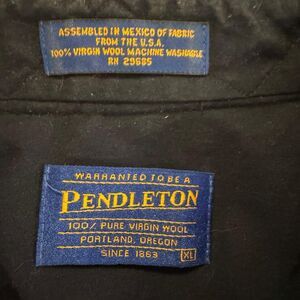 ASSEMBLED IN MEXICO OF FABRIC
FROM THE U.S.A.
100% VIRGIN WOOL MACHINE WASHABLE
RN 29685
WARRANTED TO BE A
PENDLETON
100% PURE VIRGIN WOOL
PORTLAND, OREGON
SINCE 1863 XL